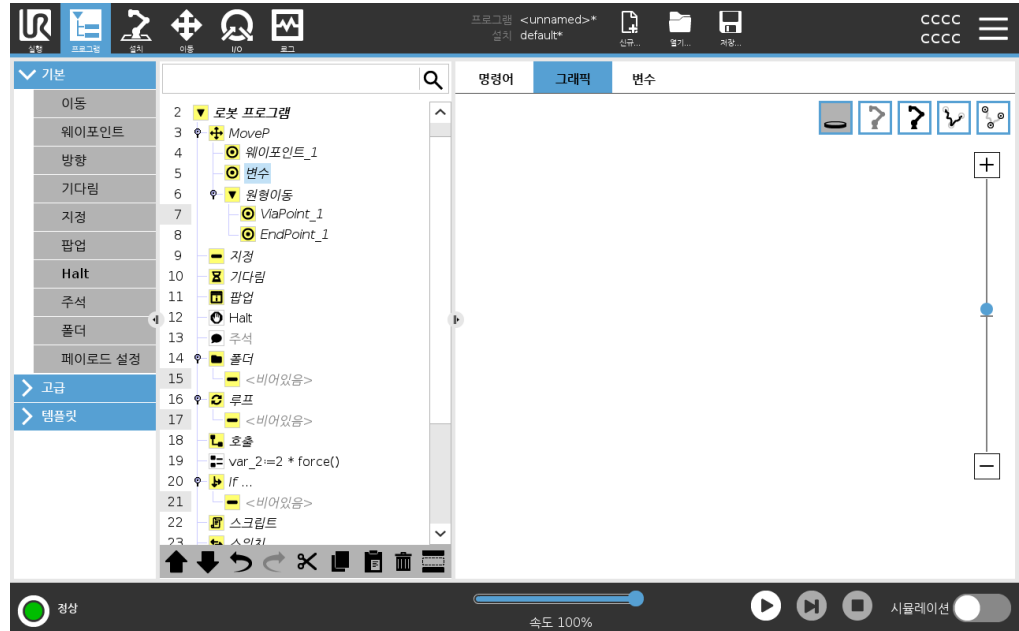 프로그램 <unnamed>*
설치 default*
CCCC
CCCC
실행 프로그램 설치 이동 I/O 로그 신규... 열기... 저장...
기본
이동
웨이포인트
방향
기다림
지정
팝업
Halt
주석
폴더
페이로드 설정
고급
템플릿
2 로봇 프로그램
3 MoveP
4 웨이포인트_1
5 변수
6 원형이동
7 ViaPoint_1
8 EndPoint_1
9 지정
10 기다림
11 팝업
12 Halt
13 주석
14 폴더
15 <비어있음>
16 루프
17 <비어있음>
18 호출
19 var_2:=2 * force()
20 If ...
21 <비어있음>
22 스크립트
23 스위치
명령어 그래픽 변수
정상
속도 100%
시뮬레이션